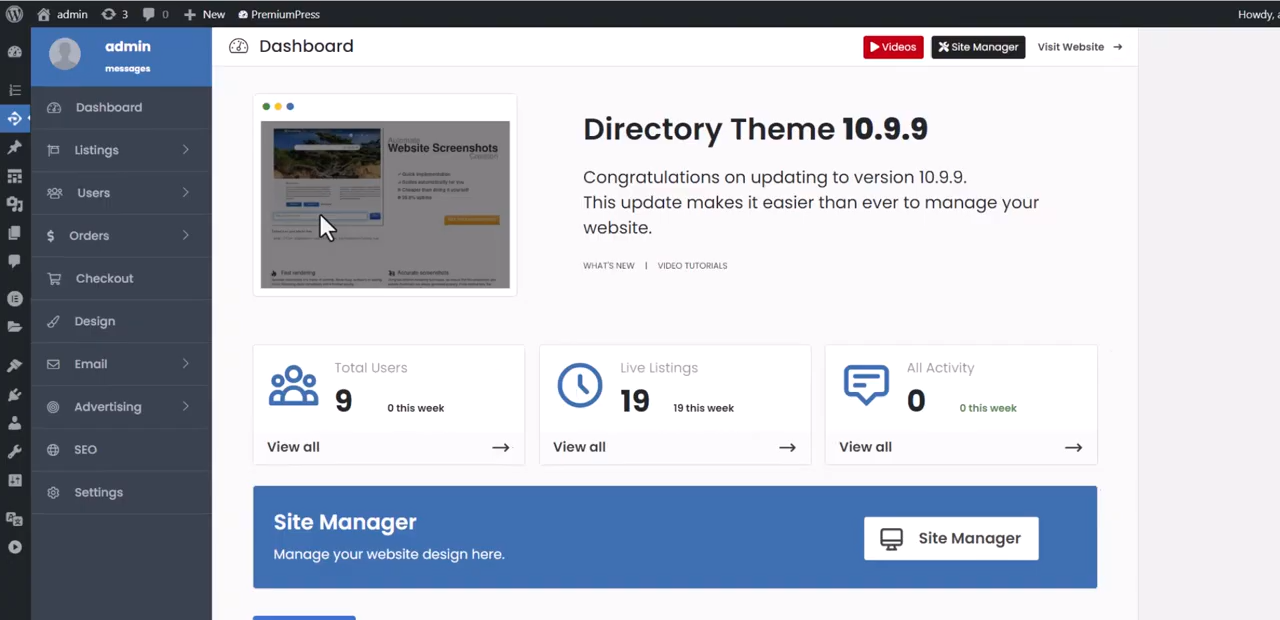 admin 3 0 New PremiumPress
Howdy, a
admin
messages
Dashboard
Listings
Users
Orders
Checkout
Design
Email
Advertising
SEO
Settings
Dashboard
Videos
Site Manager
Visit Website
Website Screenshots
Fast rendering
Accurate screenshots
Directory Theme 10.9.9
Congratulations on updating to version 10.9.9.
This update makes it easier than ever to manage your
website.
WHAT'S NEW | VIDEO TUTORIALS
Total Users
9 0 this week
View all
Live Listings
19 19 this week
View all
All Activity
0 0 this week
View all
Site Manager
Manage your website design here.
Site Manager